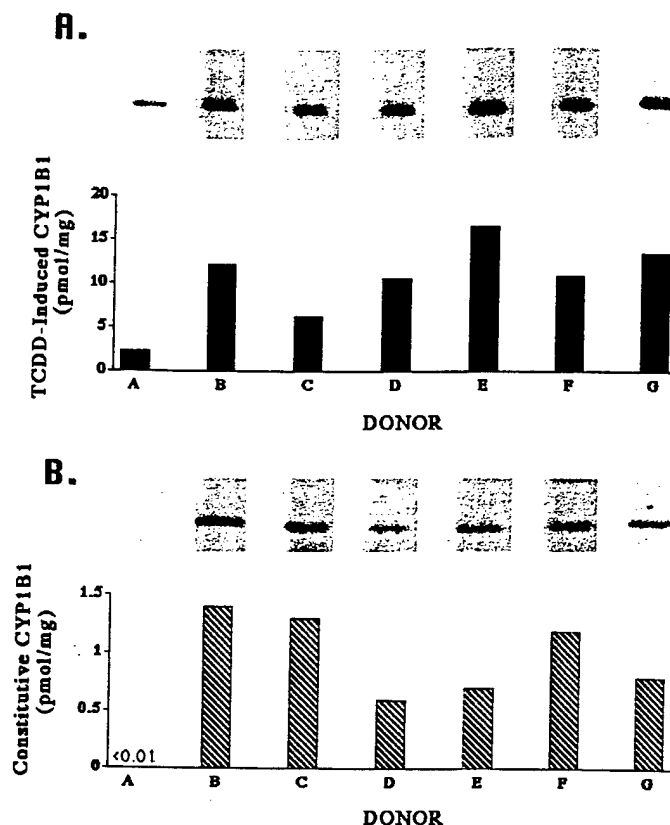 A.
TCDD-Induced CYP1B1
(pmol/mg)
20
15
10
5
0
A B C D E F G
DONOR
B.
Constitutive CYP1B1
(pmol/mg)
1.5
1
0.5
0
<0.01
A B C D E F G
DONOR